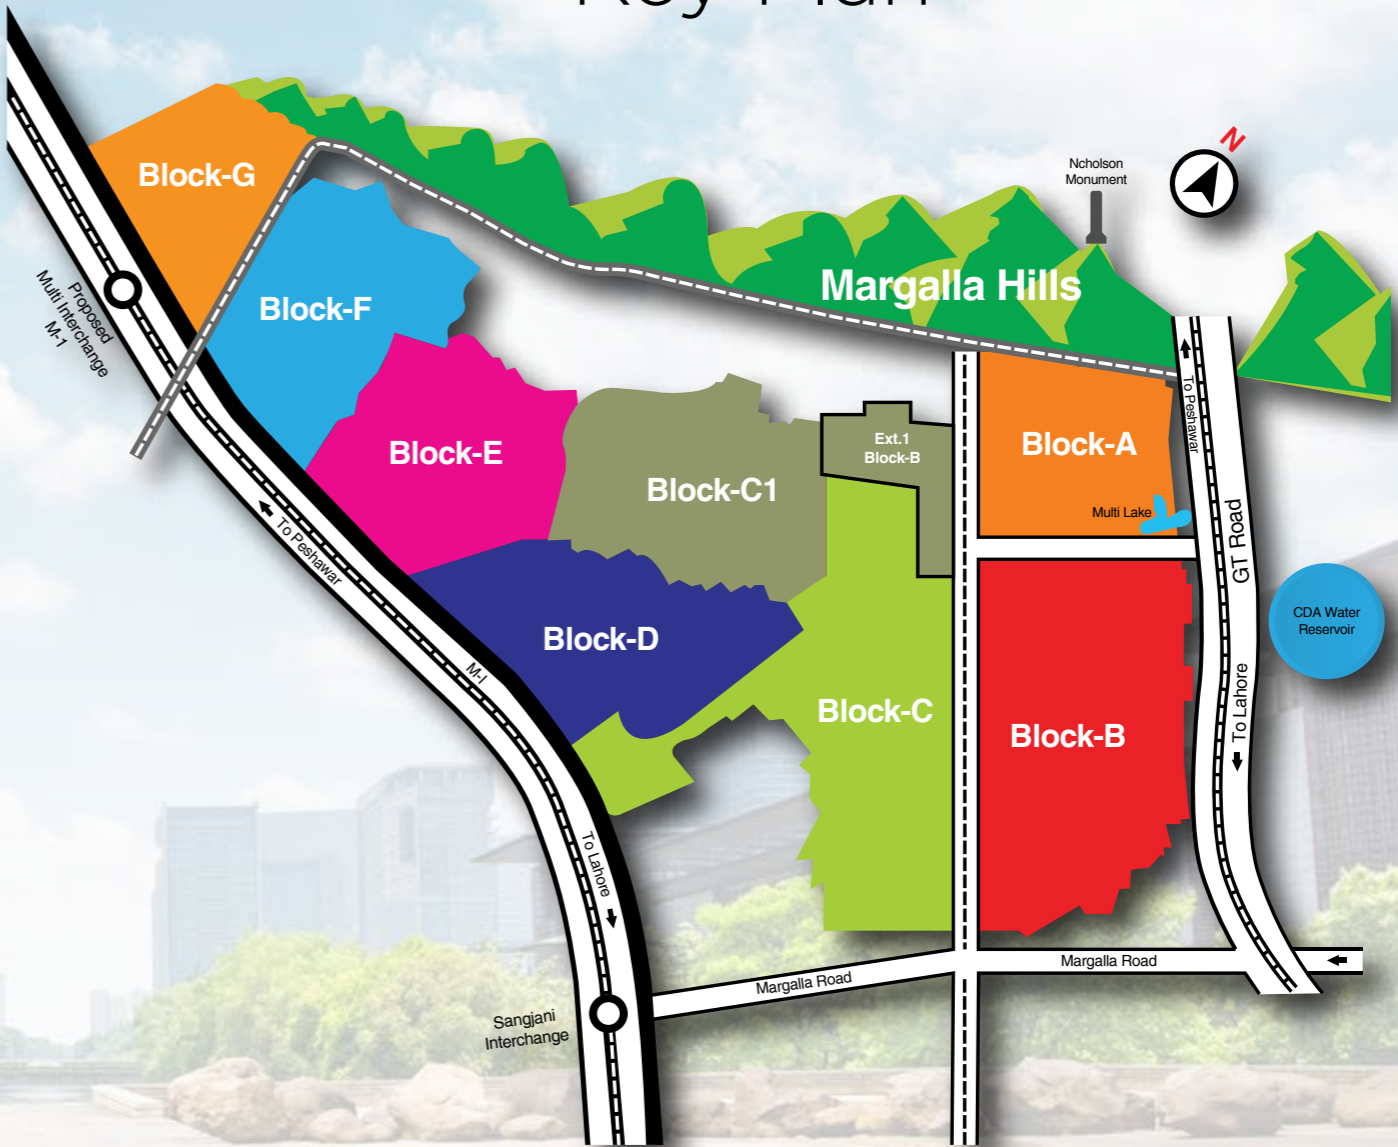 Key Plan
N
Ncholson
Monument
Block-G
Margalla Hills
Block-F
Proposed
Multi Interchange
M-1
To Peshawar
Block-A
Ext.1
Block-B
Block-E
Block-C1
Multi Lake
GT Road
To Peshawar
CDA Water
Reservoir
Block-D
M-I
To Lahore
Block-C
Block-B
To Lahore
Margalla Road
Margalla Road
Sangjani
Interchange